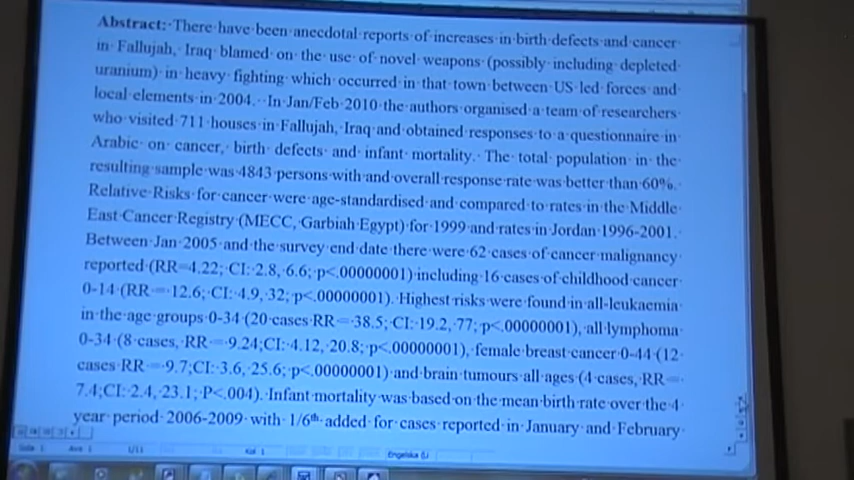 Abstract: There have been anecdotal reports of increases in birth defects and cancer
in Fallujah, Iraq blamed on the use of novel weapons (possibly including depleted
uranium) in heavy fighting which occurred in that town between US led forces and
local elements in 2004. In Jan/Feb 2010 the authors organised a team of researchers
who visited 711 houses in Fallujah, Iraq and obtained responses to a questionnaire in
Arabic on cancer, birth defects and infant mortality. The total population in the
resulting sample was 4843 persons with and overall response rate was better than 60%.
Relative Risks for cancer were age-standardised and compared to rates in the Middle
East Cancer Registry (MECC, Garbiah Egypt) for 1999 and rates in Jordan 1996-2001.
Between Jan 2005 and the survey end date there were 62 cases of cancer malignancy
reported (RR=4.22; CI: 2.8, 6.6; p<.00000001) including 16 cases of childhood cancer
0-14 (RR = 12.6; CI: 4.9, 32; p<.00000001). Highest risks were found in all-leukaemia
in the age groups 0-34 (20 cases RR = 38.5; CI: 19.2, 77; p<.00000001), all lymphoma
0-34 (8 cases, RR = 9.24;CI: 4.12, 20.8; p<.00000001), female breast cancer 0-44 (12
cases RR = 9.7;CI: 3.6, 25.6; p<.00000001) and brain tumours all ages (4 cases, RR =
7.4;CI: 2.4, 23.1; P<.004). Infant mortality was based on the mean birth rate over the 4
year period 2006-2009 with 1/6th added for cases reported in January and February
Sida 1 1/11 Kol 1 Engelska (U